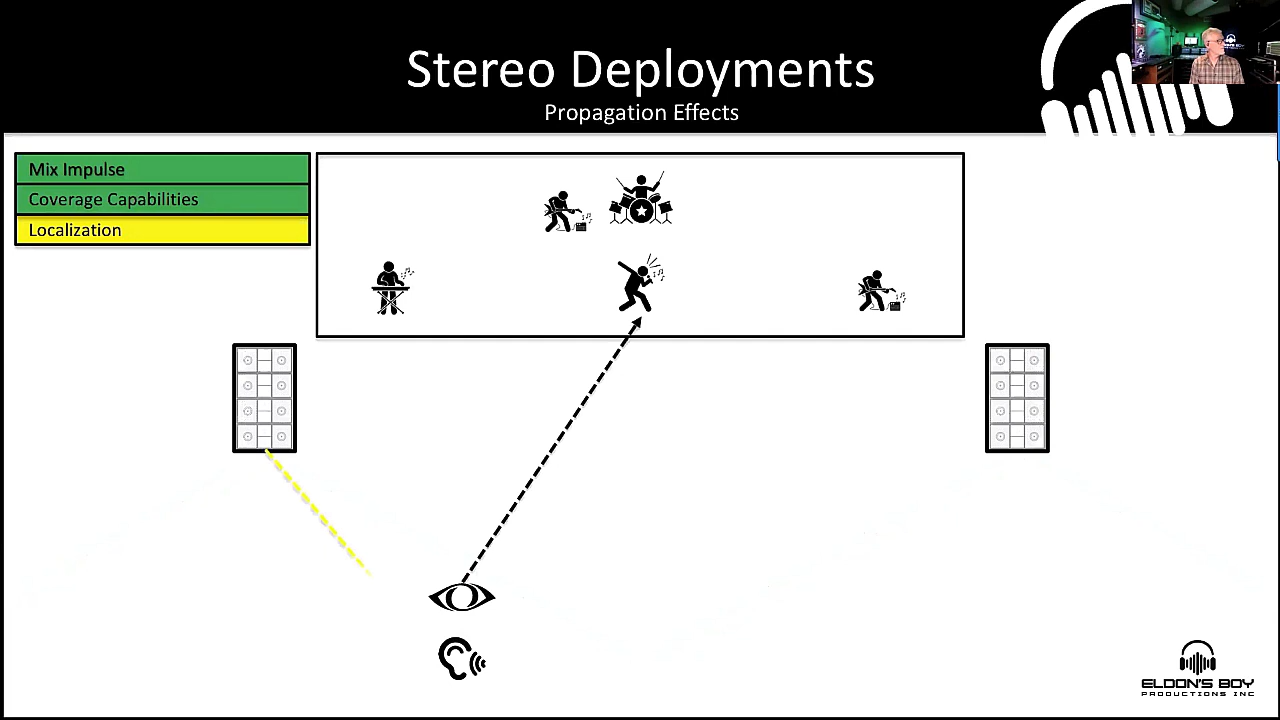 Stereo Deployments
Propagation Effects
Mix Impulse
Coverage Capabilities
Localization
ELDON'S BOY
PRODUCTIONS INC